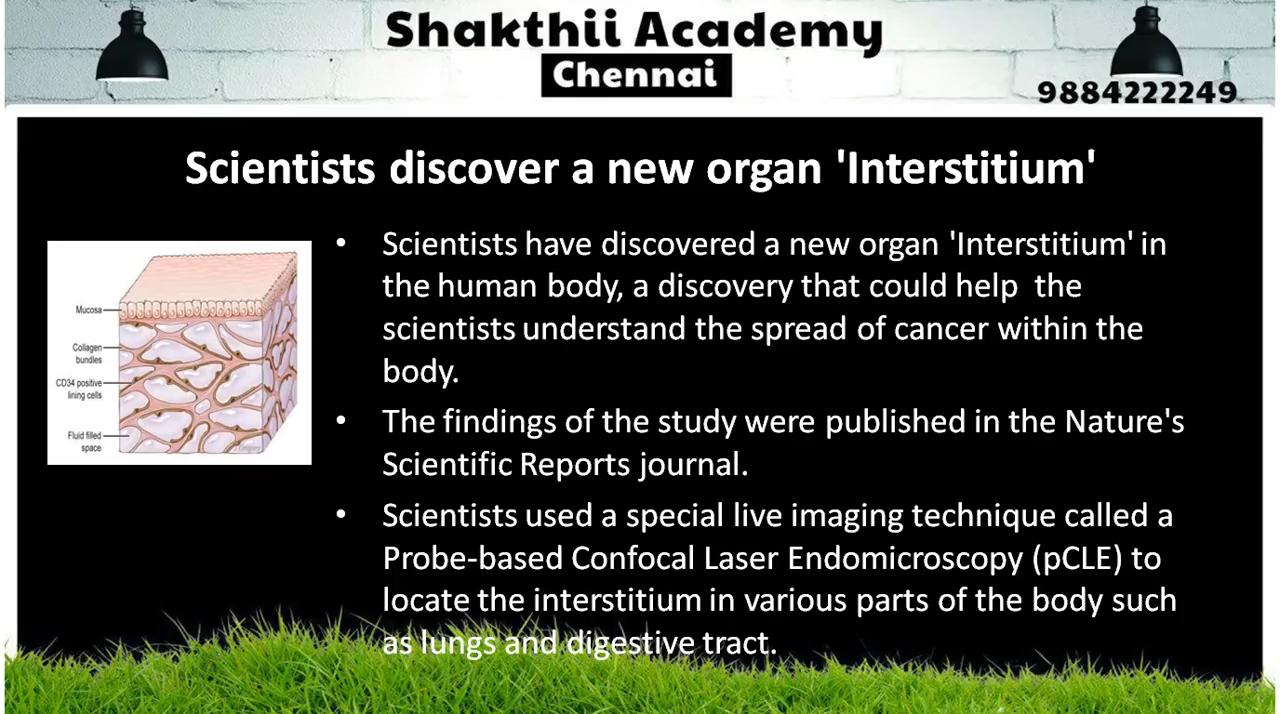 Shakthii Academy
Chennai
9884222249
Scientists discover a new organ 'Interstitium'
Mucosa
Collagen
bundles
CD34 positive
lining cells
Fluid filled
space
• Scientists have discovered a new organ 'Interstitium' in
the human body, a discovery that could help the
scientists understand the spread of cancer within the
body.
• The findings of the study were published in the Nature's
Scientific Reports journal.
• Scientists used a special live imaging technique called a
Probe-based Confocal Laser Endomicroscopy (pCLE) to
locate the interstitium in various parts of the body such
as lungs and digestive tract.